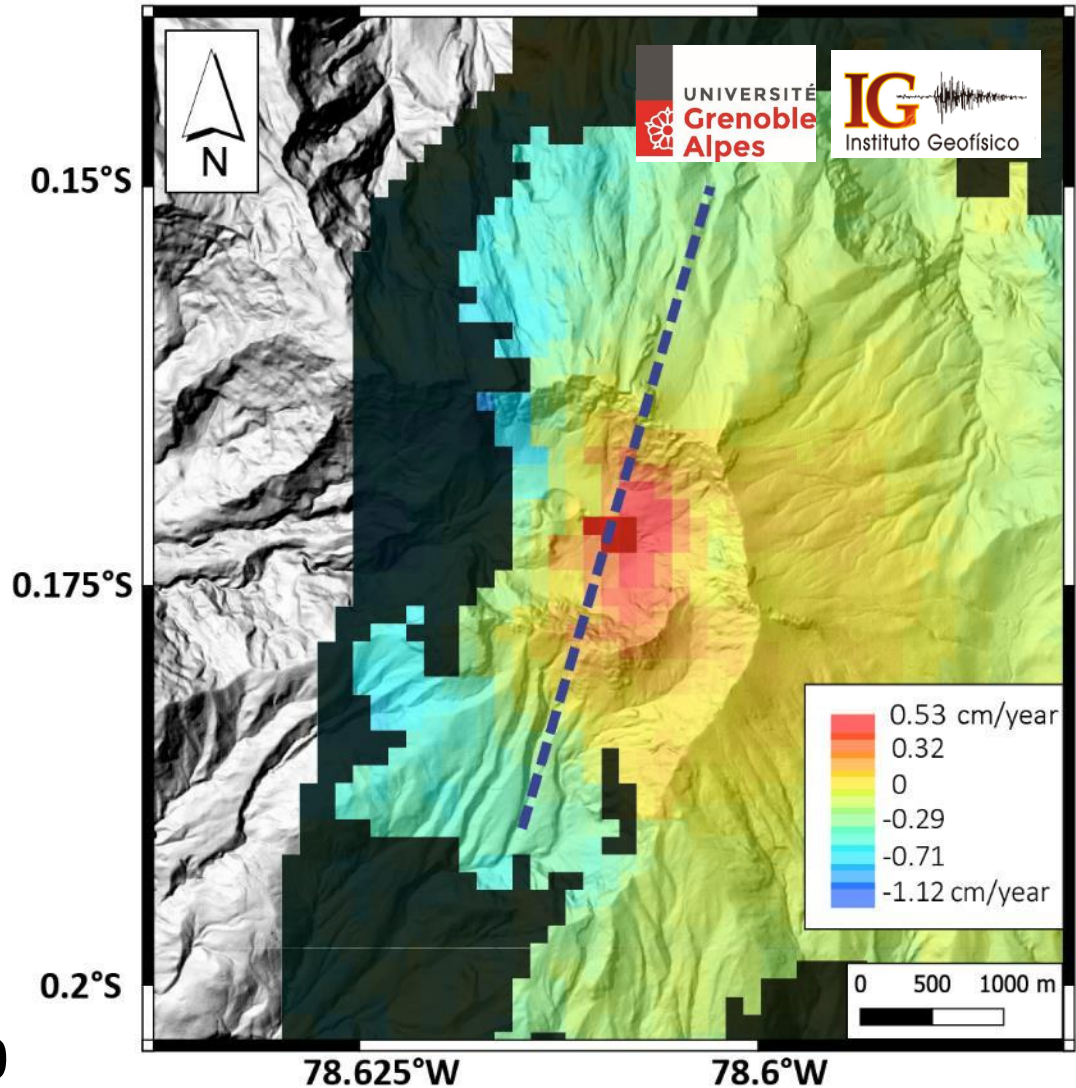 N
UNIVERSITÉ
Grenoble
Alpes
IG
Instituto Geofísico
0.15°S
0.175°S
0.2°S
0.53 cm/year
0.32
0
-0.29
-0.71
-1.12 cm/year
0 500 1000 m
78.625°W 78.6°W